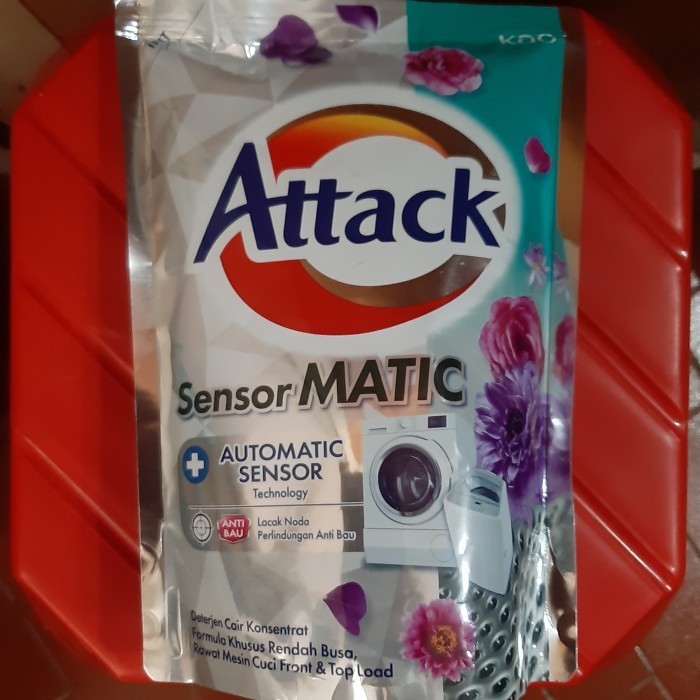 Kao
Attack
Sensor MATIC
AUTOMATIC
SENSOR
Technology
ANTI
BAU
Lacak Noda
Perlindungan Anti Bau
Deterjen Cair Konsentrat
Formula Khusus Rendah Busa,
Rawat Mesin Cuci Front & Top Load